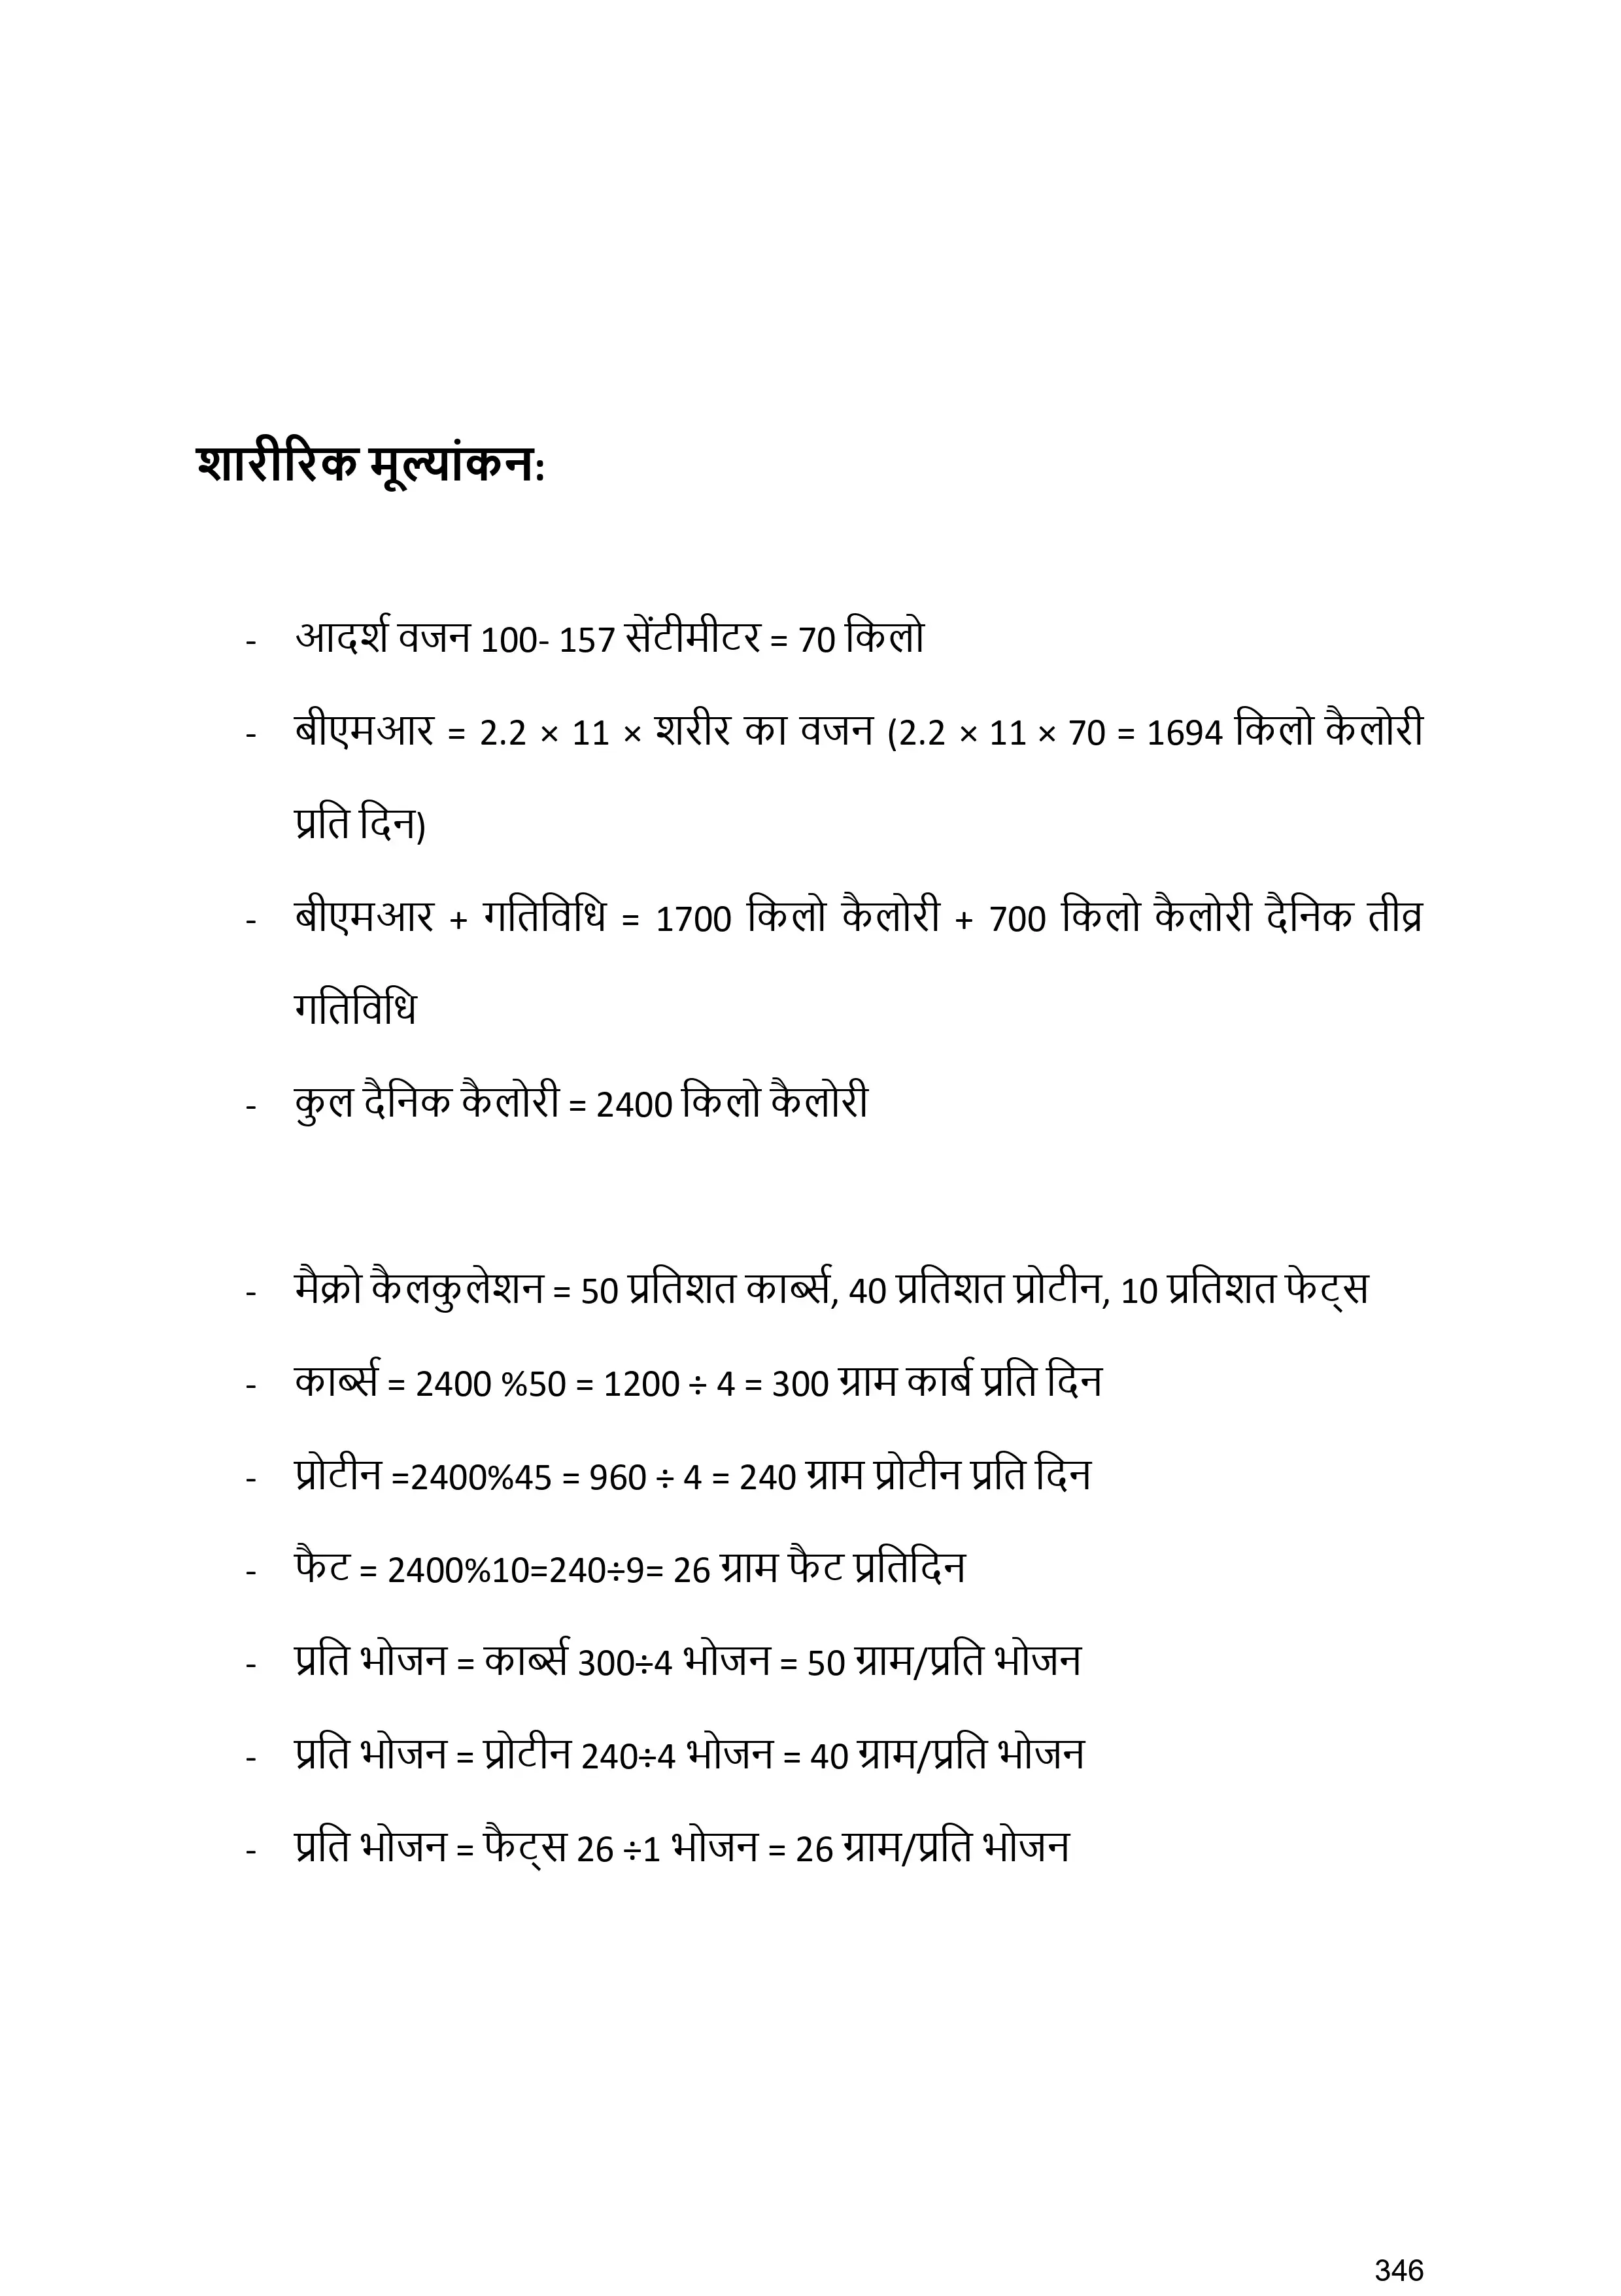 शारीरिक मूल्यांकन:
- आदर्श वजन 100- 157 सेंटीमीटर = 70 किलो
- बीएमआर = 2.2 × 11 × शरीर का वजन (2.2 × 11 × 70 = 1694 किलो कैलोरी
प्रति दिन)
- बीएमआर + गतिविधि = 1700 किलो कैलोरी + 700 किलो कैलोरी दैनिक तीव्र
गतिविधि
- कुल दैनिक कैलोरी = 2400 किलो कैलोरी
- मैक्रो कैलकुलेशन = 50 प्रतिशत कार्ब्स, 40 प्रतिशत प्रोटीन, 10 प्रतिशत फेट्स
- कार्ब्स = 2400 %50 = 1200 ÷ 4 = 300 ग्राम कार्ब प्रति दिन
- प्रोटीन =2400%45 = 960 ÷ 4 = 240 ग्राम प्रोटीन प्रति दिन
- फैट = 2400%10=240÷9= 26 ग्राम फैट प्रतिदिन
- प्रति भोजन = कार्ब्स 300÷4 भोजन = 50 ग्राम/प्रति भोजन
- प्रति भोजन = प्रोटीन 240÷4 भोजन = 40 ग्राम/प्रति भोजन
- प्रति भोजन = फैट्स 26 ÷1 भोजन = 26 ग्राम/प्रति भोजन
346